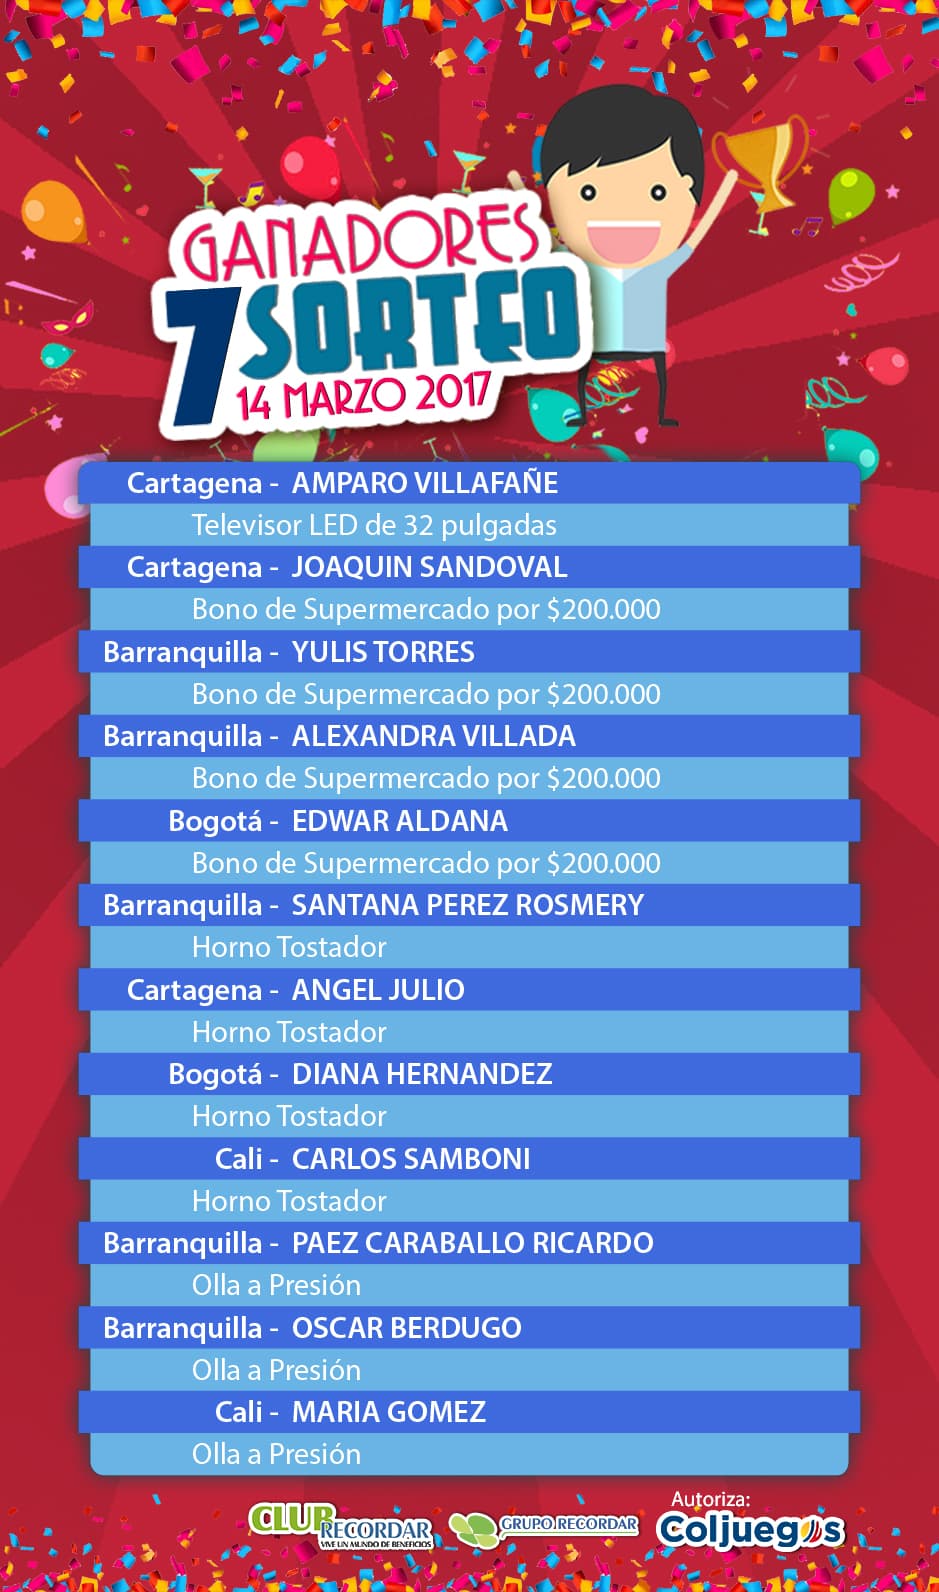 GANADORES
7 SORTEO
14 MARZO 2017
Cartagena - AMPARO VILLAFAÑE
Televisor LED de 32 pulgadas
Cartagena - JOAQUIN SANDOVAL
Bono de Supermercado por $200.000
Barranquilla - YULIS TORRES
Bono de Supermercado por $200.000
Barranquilla - ALEXANDRA VILLADA
Bono de Supermercado por $200.000
Bogotá - EDWAR ALDANA
Bono de Supermercado por $200.000
Barranquilla - SANTANA PEREZ ROSMERY
Horno Tostador
Cartagena - ANGEL JULIO
Horno Tostador
Bogotá - DIANA HERNANDEZ
Horno Tostador
Cali - CARLOS SAMBONI
Horno Tostador
Barranquilla - PAEZ CARABALLO RICARDO
Olla a Presión
Barranquilla - OSCAR BERDUGO
Olla a Presión
Cali - MARIA GOMEZ
Olla a Presión
CLUB
RECORDAR
VIVE UN MUNDO DE BENEFICIOS
GRUPO RECORDAR
Autoriza:
Coljuegos